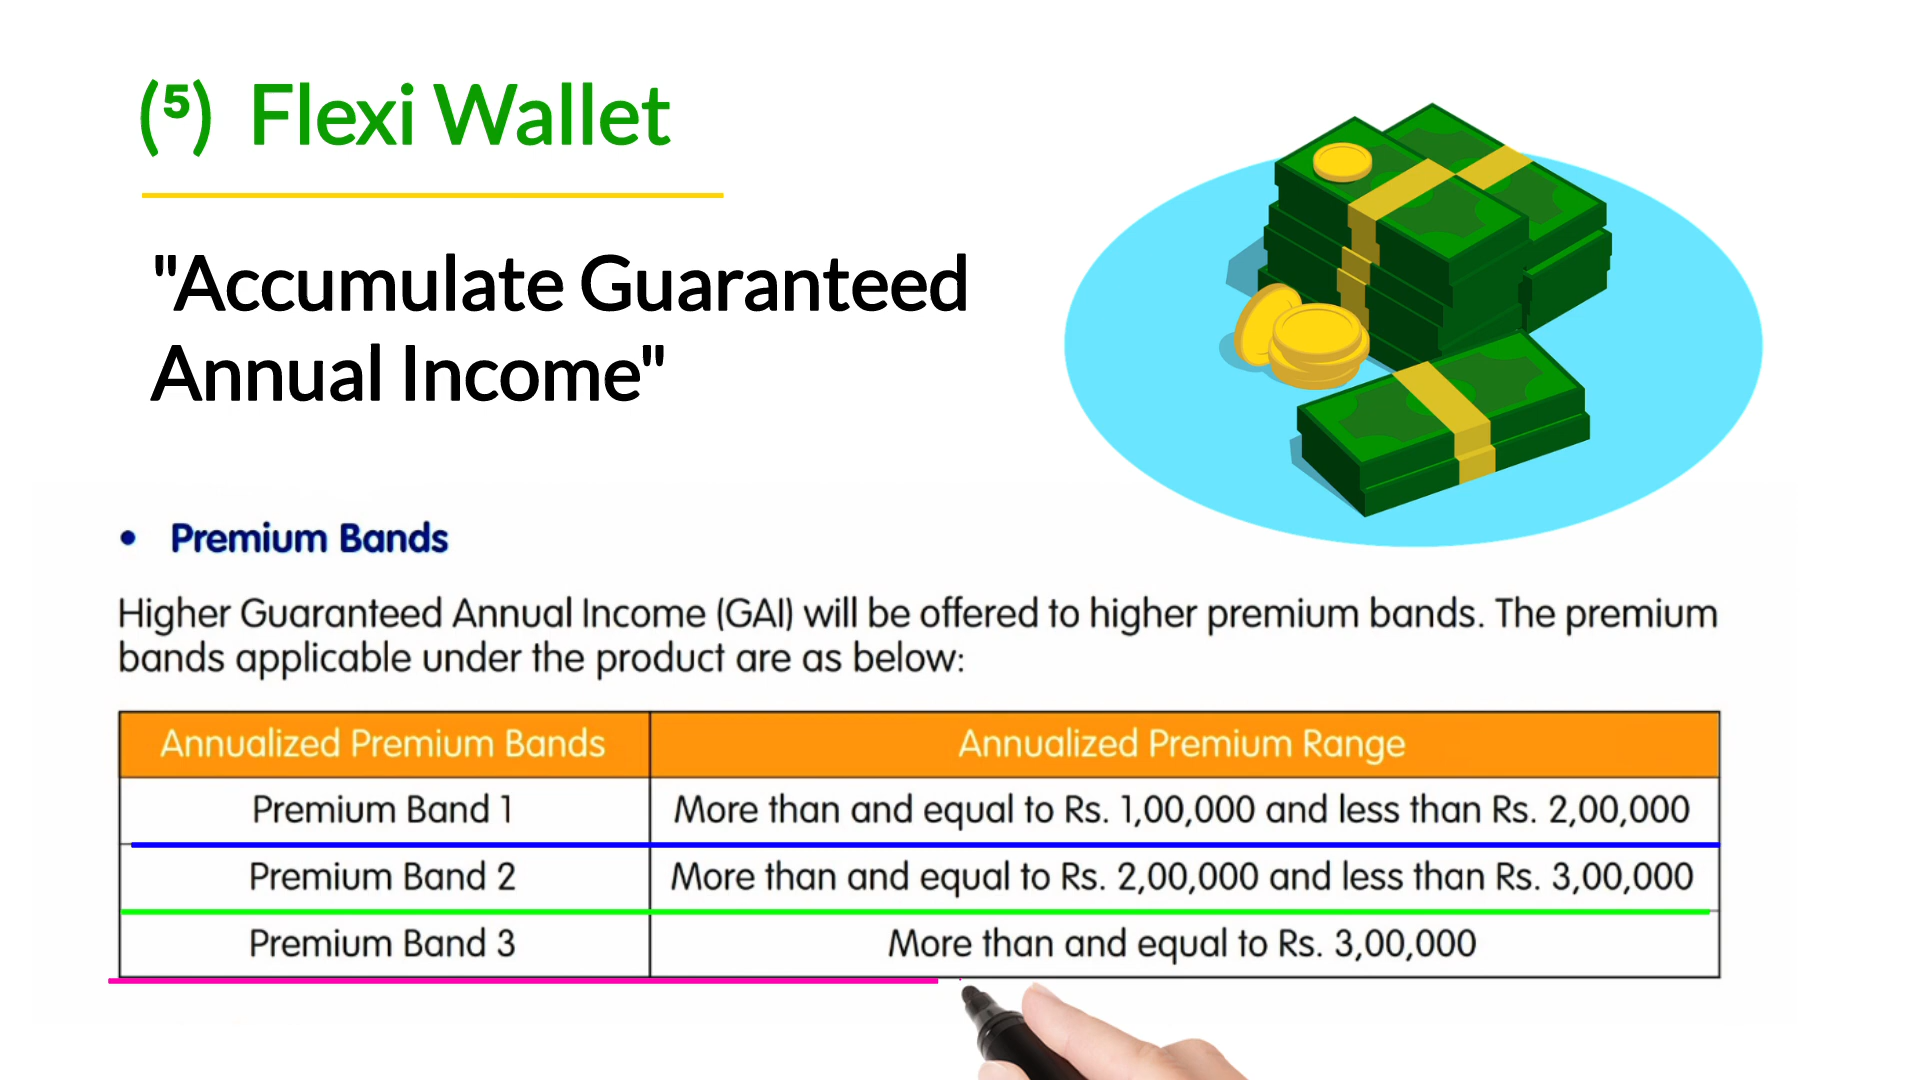 (⁵) Flexi Wallet
"Accumulate Guaranteed
Annual Income"
• Premium Bands
Higher Guaranteed Annual Income (GAI) will be offered to higher premium bands. The premium
bands applicable under the product are as below:
Annualized Premium Bands Annualized Premium Range
Premium Band 1 More than and equal to Rs. 1,00,000 and less than Rs. 2,00,000
Premium Band 2 More than and equal to Rs. 2,00,000 and less than Rs. 3,00,000
Premium Band 3 More than and equal to Rs. 3,00,000